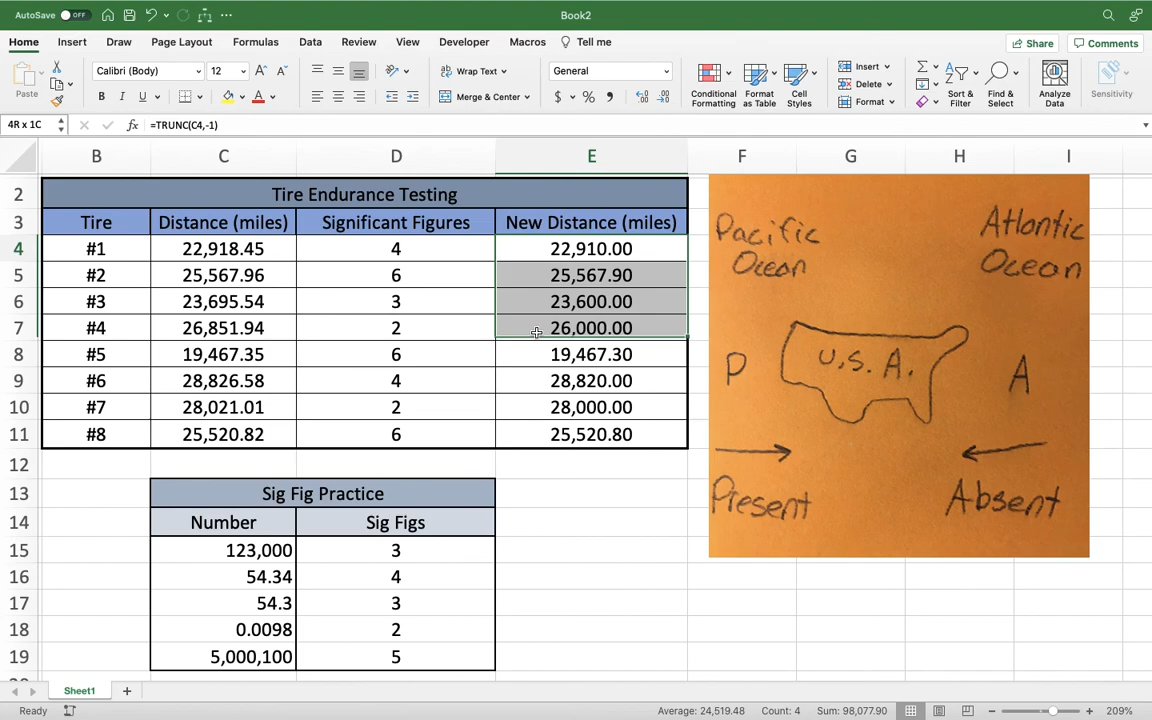 AutoSave OFF Book2
Home Insert Draw Page Layout Formulas Data Review View Developer Macros Tell me Share Comments
Paste Calibri (Body) 12 A A Wrap Text General Insert Σ
B I U A Merge & Center $ % Delete
Format
Conditional Formatting Format as Table Cell Styles Sort & Filter Find & Select Analyze Data Sensitivity
4R x 1C fx =TRUNC(C4,-1)
B C D E F G H I
2 Tire Endurance Testing
3 Tire Distance (miles) Significant Figures New Distance (miles)
4 #1 22,918.45 4 22,910.00
5 #2 25,567.96 6 25,567.90
6 #3 23,695.54 3 23,600.00
7 #4 26,851.94 2 26,000.00
8 #5 19,467.35 6 19,467.30
9 #6 28,826.58 4 28,820.00
10 #7 28,021.01 2 28,000.00
11 #8 25,520.82 6 25,520.80
12
13 Sig Fig Practice
14 Number Sig Figs
15 123,000 3
16 54.34 4
17 54.3 3
18 0.0098 2
19 5,000,100 5
Pacific Ocean
Atlantic Ocean
P U.S.A. A
Present Absent
Sheet1
Ready Average: 24,519.48 Count: 4 Sum: 98,077.90 209%